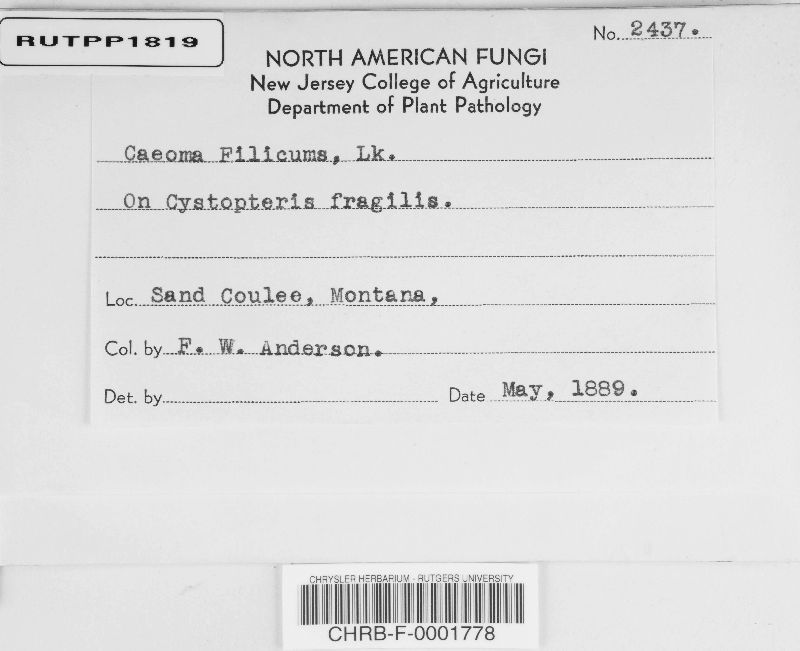 RUTPP1819
No. 2437.
NORTH AMERICAN FUNGI
New Jersey College of Agriculture
Department of Plant Pathology
Caeoma Filicums, Lk.
On Cystopteris fragilis.
Loc. Sand Coulee, Montana,
Col. by F. W. Anderson.
Det. by
Date May, 1889.
CHRYSLER HERBARIUM - RUTGERS UNIVERSITY
CHRB-F-0001778